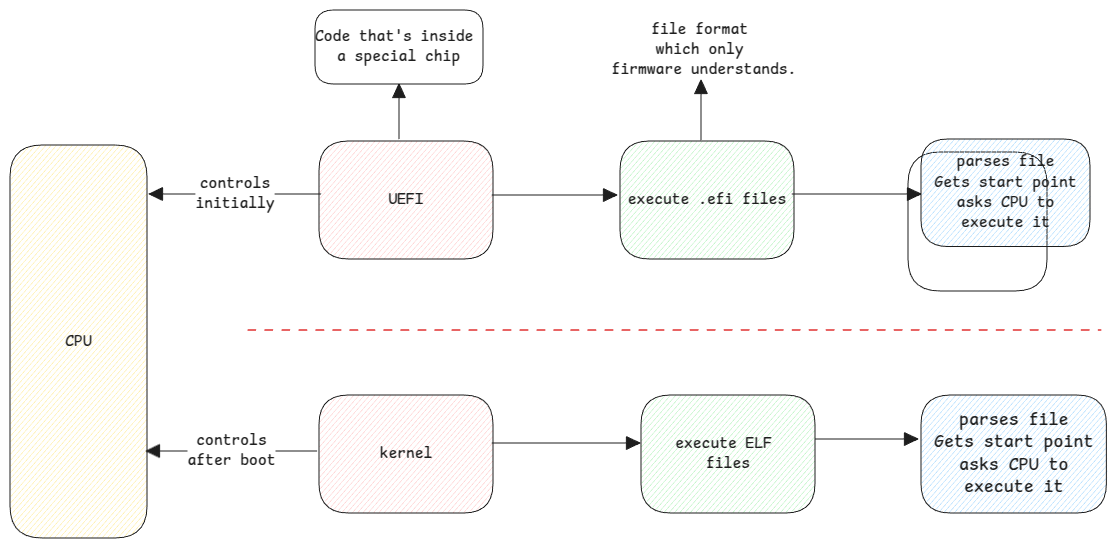 Code that's inside
a special chip
file format
which only
firmware understands.
controls
initially
UEFI
execute .efi files
parses file
Gets start point
asks CPU to
execute it
CPU
controls
after boot
kernel
execute ELF
files
parses file
Gets start point
asks CPU to
execute it